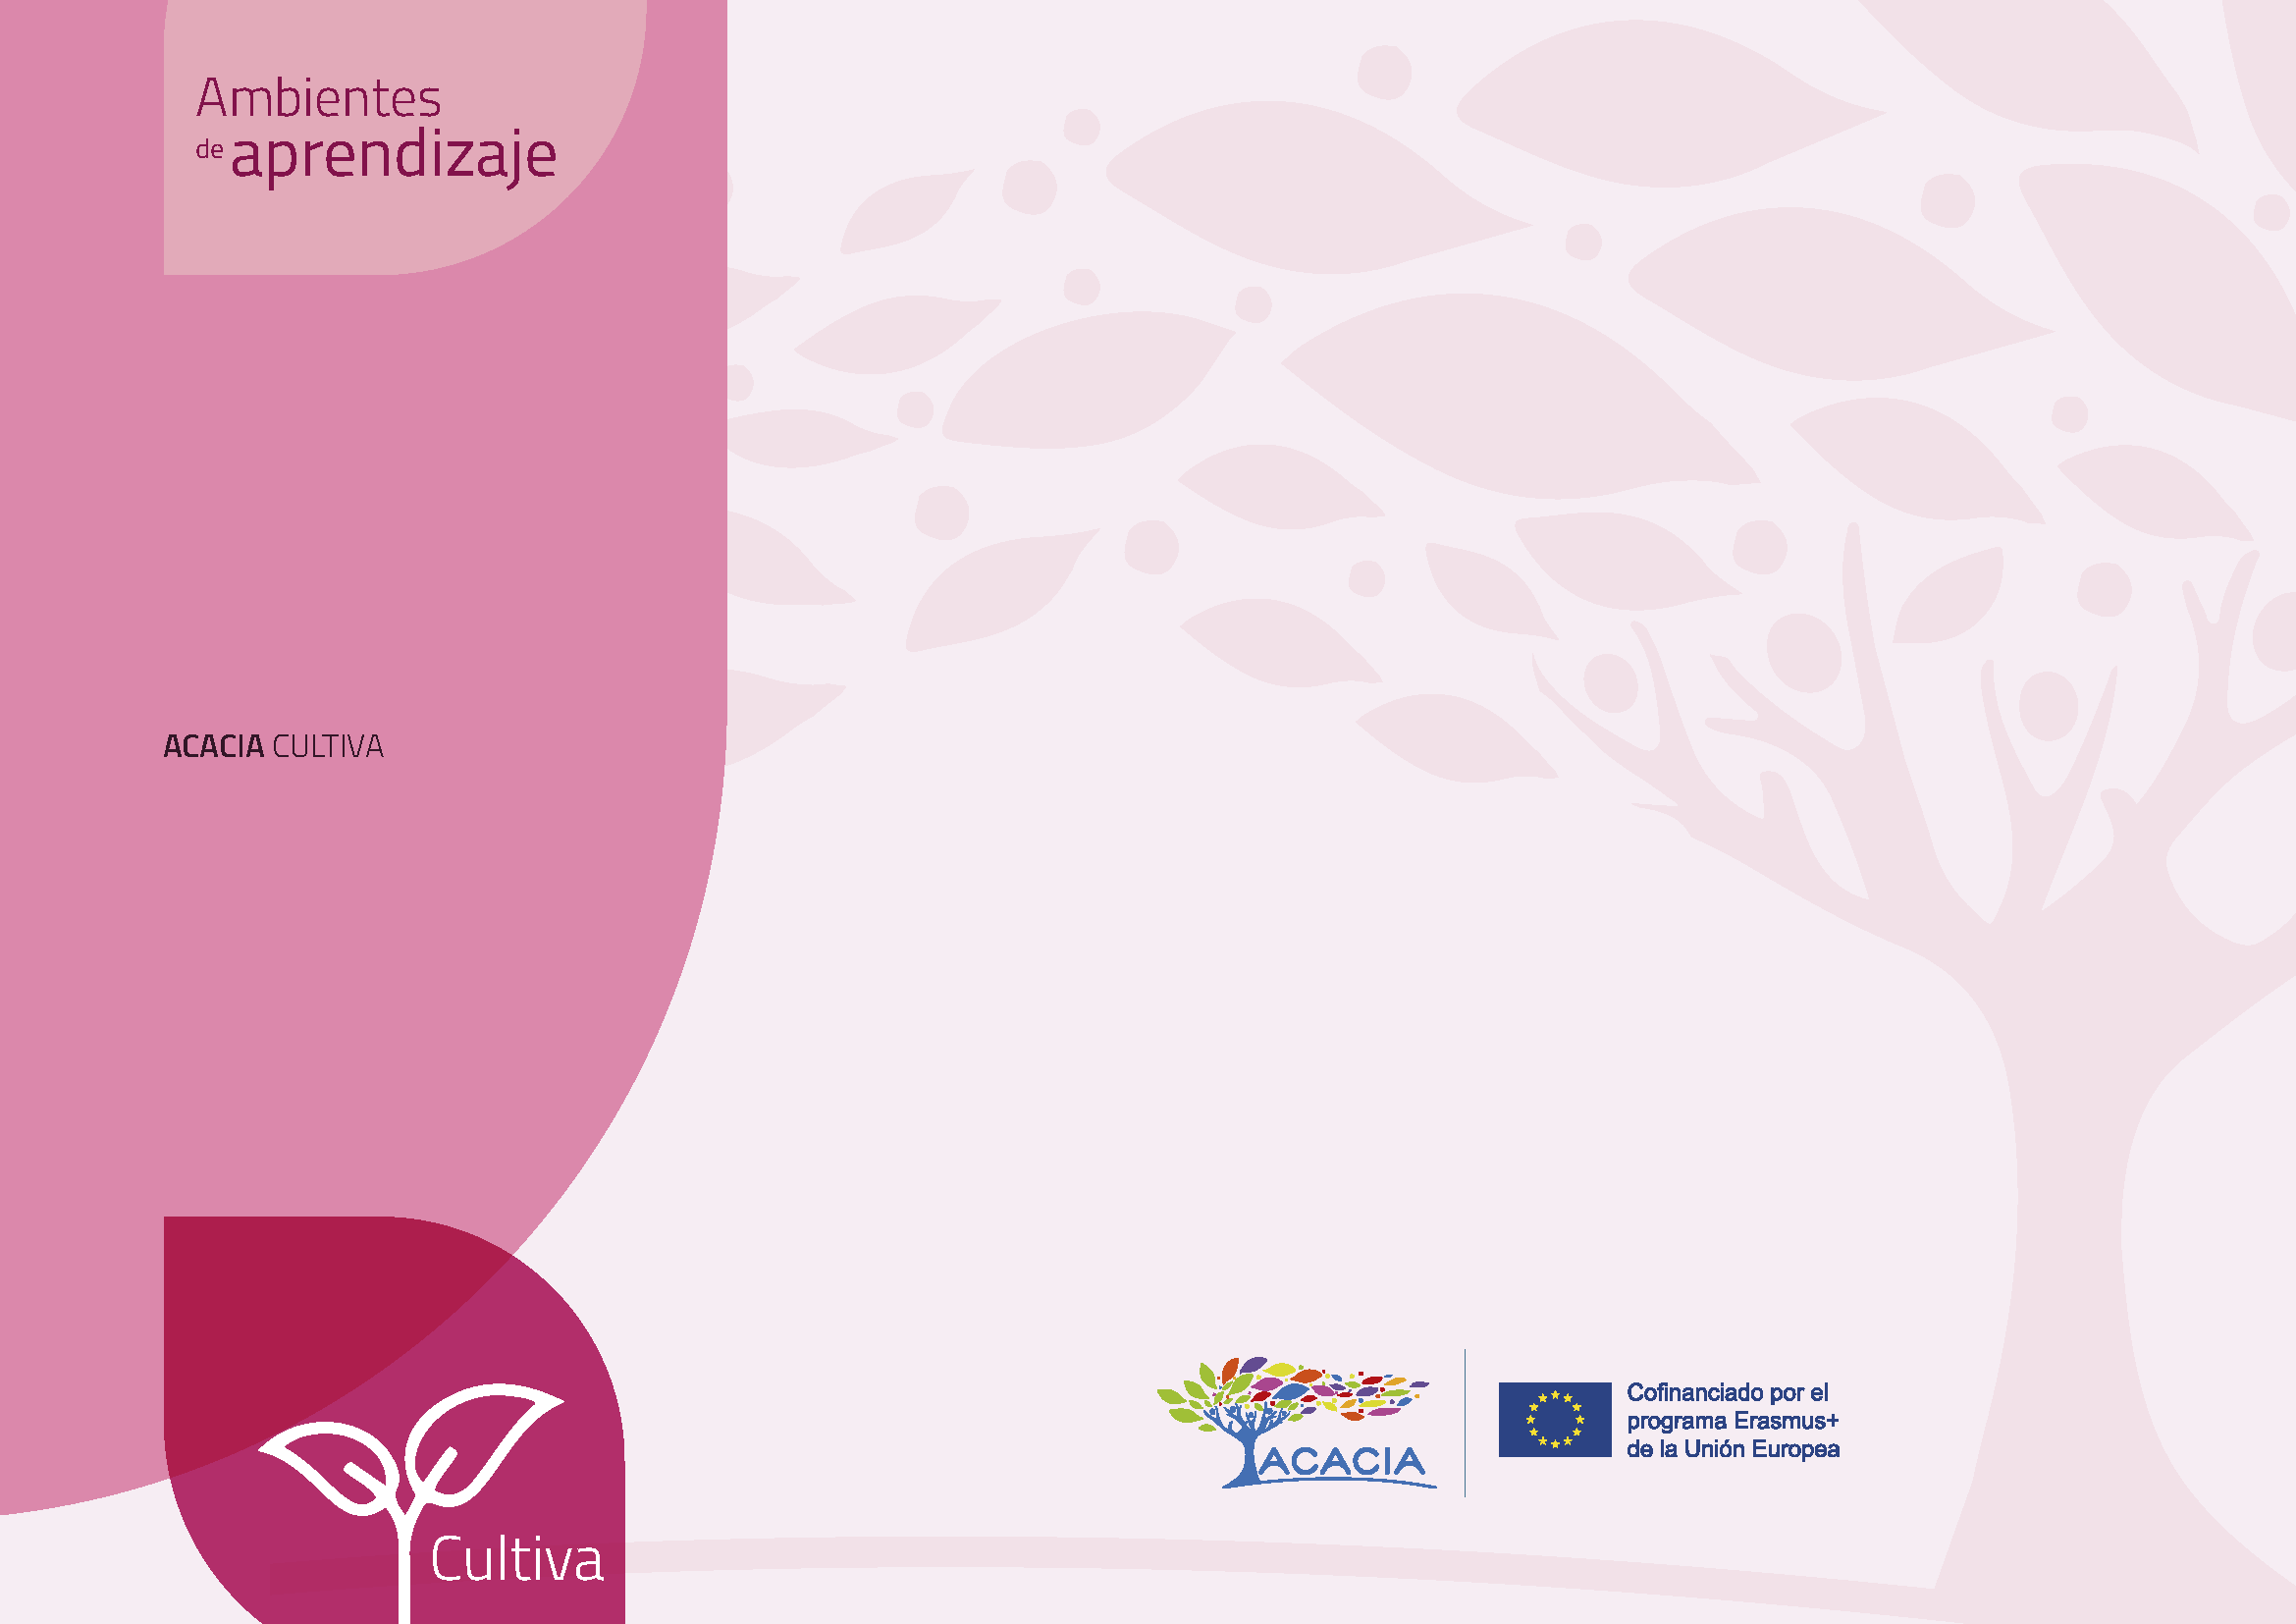 Ambientes
de aprendizaje
ACACIA CULTIVA
Cultiva
ACACIA
Cofinanciado por el
programa Erasmus+
de la Unión Europea